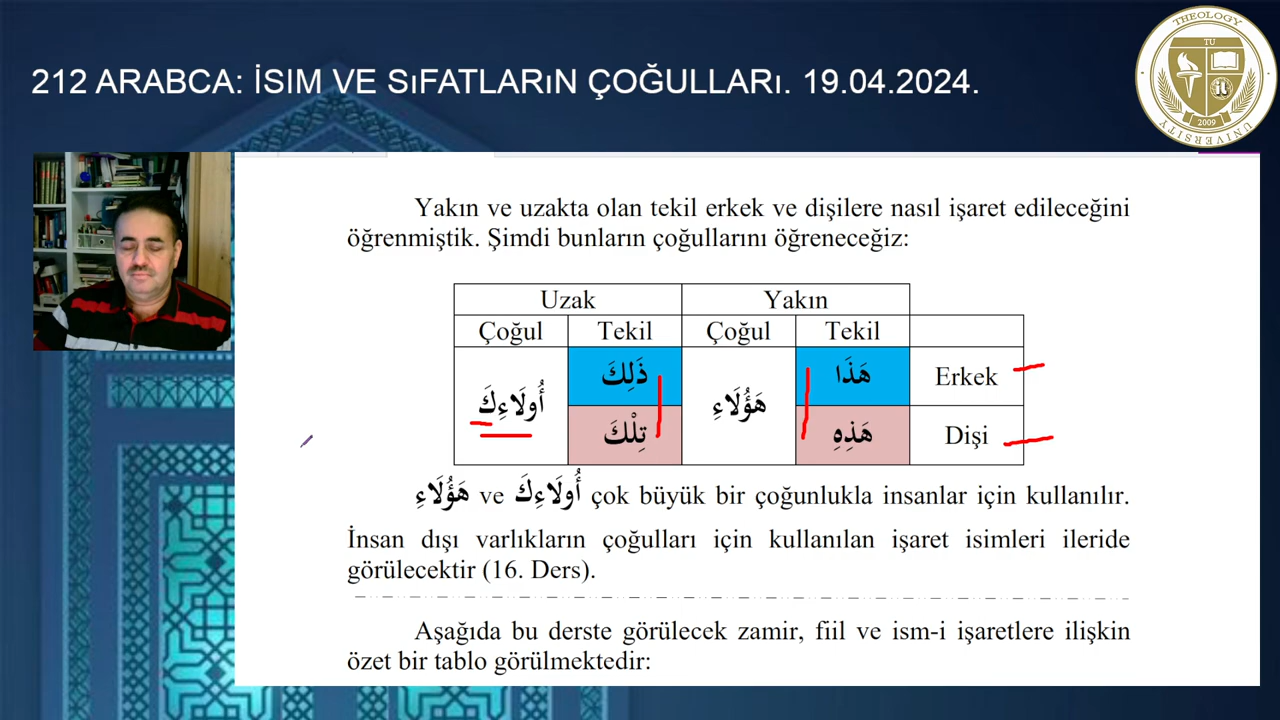 212 ARABCA: İSIM VE SıFATLARıN ÇOĞULLARı. 19.04.2024.
THEOLOGY
TU
2009
UNIVERSITY
Yakın ve uzakta olan tekil erkek ve dişilere nasıl işaret edileceğini
öğrenmiştik. Şimdi bunların çoğullarını öğreneceğiz:
Uzak Yakın
Çoğul Tekil Çoğul Tekil
ذَلِكَ هَذَا Erkek
أُولَاءِكَ هَؤُلَاءِ
تِلْكَ هَذِهِ Dişi
هَؤُلَاءِ ve أُولَاءِكَ çok büyük bir çoğunlukla insanlar için kullanılır.
İnsan dışı varlıkların çoğulları için kullanılan işaret isimleri ileride
görülecektir (16. Ders).
Aşağıda bu derste görülecek zamir, fiil ve ism-i işaretlere ilişkin
özet bir tablo görülmektedir: